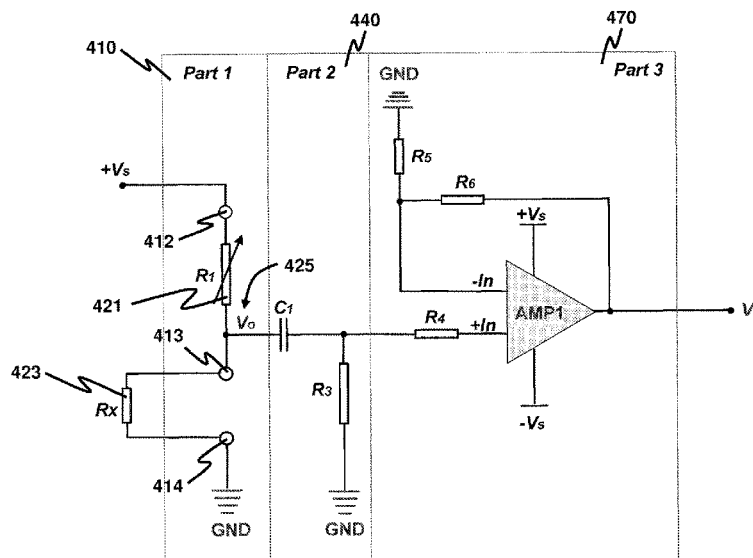 440
470
410
Part 1
Part 2
Part 3
GND
R5
R6
+Vs
+Vs
412
R1
425
-In
421
AMP1
Vo
C1
R4
+In
V
413
423
Rx
R3
-Vs
414
GND
GND